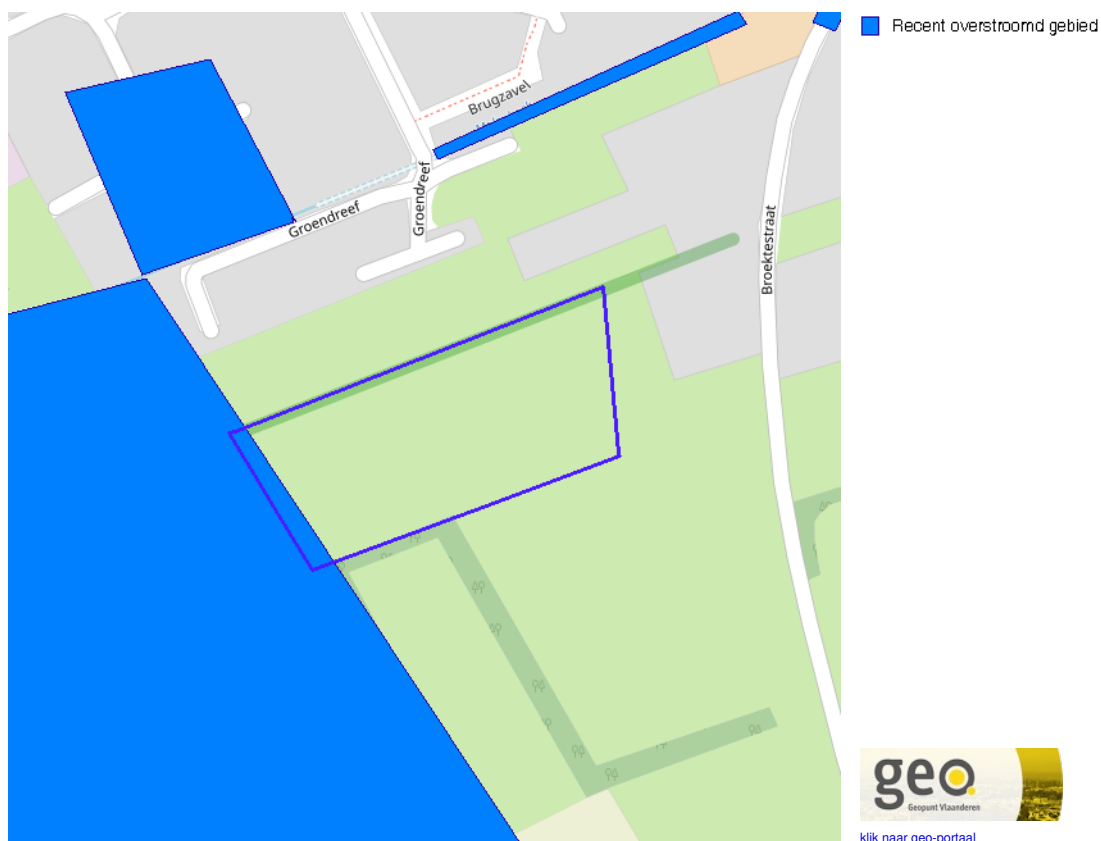 Recent overstroomd gebied
Brugzavel
Groendreef
Groendreef
Broektestraat
geo
Geopunt Vlaanderen
klik naar geo-portaal